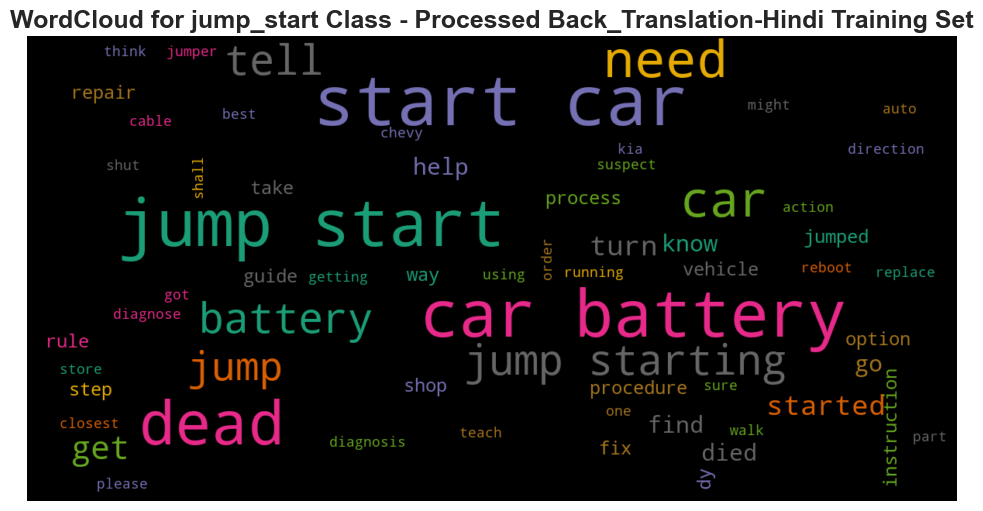 WordCloud for jump_start Class - Processed Back_Translation-Hindi Training Set
think jumper tell need
repair start car might auto
cable best chevy
kia direction
shut shall help suspect
take process car action
jump start turn know jumped
order
guide getting way using running vehicle reboot replace
got
diagnose battery car battery
rule option
store jump jump starting go
step shop procedure sure
closest dead one started instruction
get diagnosis teach find walk part
fix died
please dy